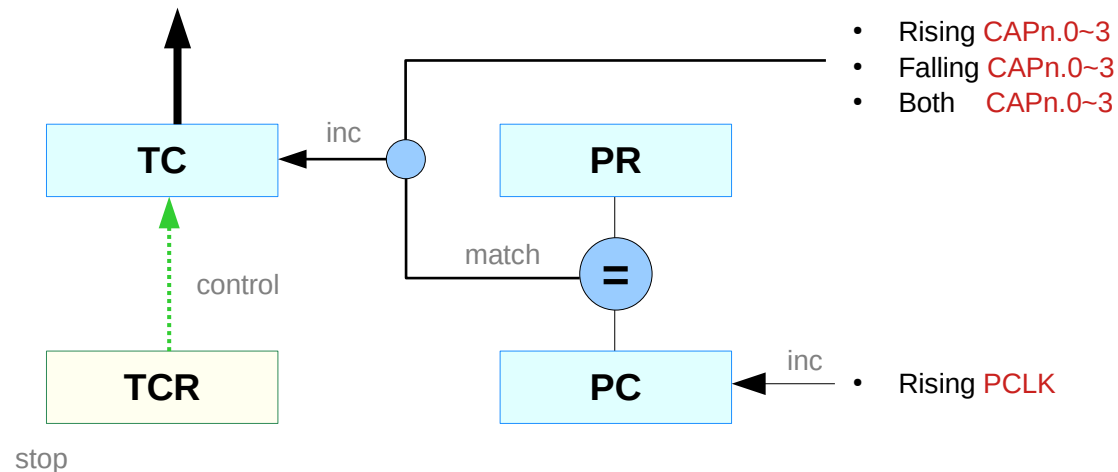 • Rising CAPn.0~3
• Falling CAPn.0~3
• Both CAPn.0~3
inc
TC
PR
match
=
control
inc
TCR
PC
• Rising PCLK
stop